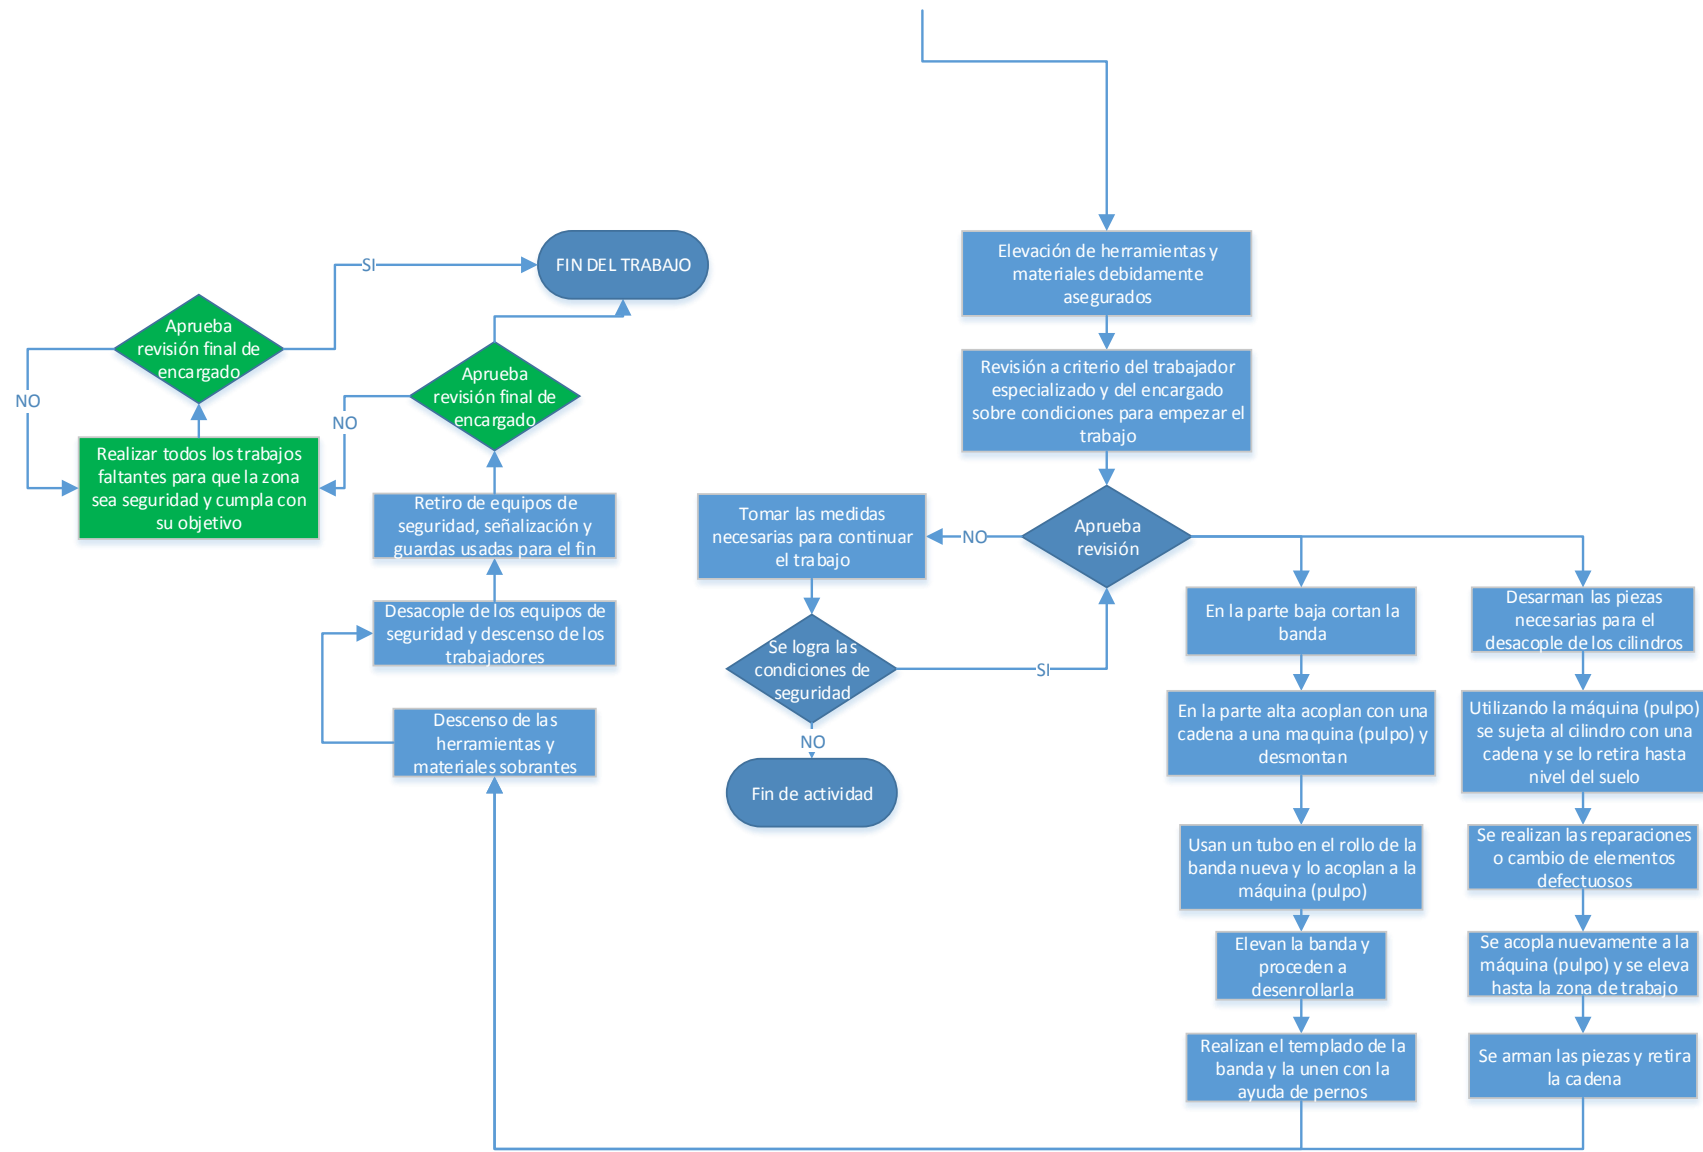 FIN DEL TRABAJO
SI
Aprueba
revisión final de
encargado
NO
Realizar todos los trabajos
faltantes para que la zona
sea seguridad y cumpla con
su objetivo
Aprueba
revisión final de
encargado
NO
Retiro de equipos de
seguridad, señalización y
guardas usadas para el fin
Desacople de los equipos de
seguridad y descenso de los
trabajadores
Descenso de las
herramientas y
materiales sobrantes
Elevación de herramientas y
materiales debidamente
asegurados
Revisión a criterio del trabajador
especializado y del encargado
sobre condiciones para empezar el
trabajo
Aprueba
revisión
NO
Tomar las medidas
necesarias para continuar
el trabajo
Se logra las
condiciones de
seguridad
SI
NO
Fin de actividad
En la parte baja cortan la
banda
En la parte alta acoplan con una
cadena a una maquina (pulpo) y
desmontan
Usan un tubo en el rollo de la
banda nueva y lo acoplan a la
máquina (pulpo)
Elevan la banda y
proceden a
desenrollarla
Realizan el templado de la
banda y la unen con la
ayuda de pernos
Desarman las piezas
necesarias para el
desacople de los cilindros
Utilizando la máquina (pulpo)
se sujeta al cilindro con una
cadena y se lo retira hasta
nivel del suelo
Se realizan las reparaciones
o cambio de elementos
defectuosos
Se acopla nuevamente a la
máquina (pulpo) y se eleva
hasta la zona de trabajo
Se arman las piezas y retira
la cadena